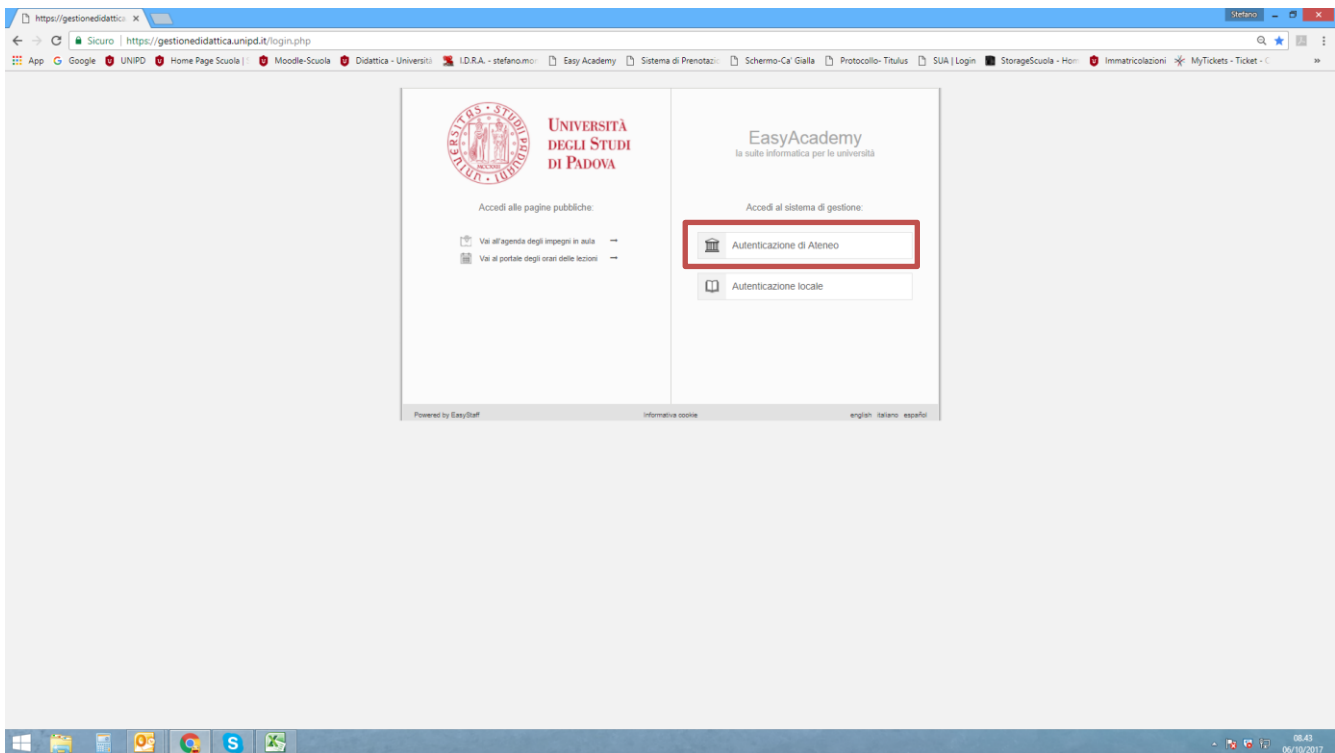 https://gestionedidattica
Stefano
Sicuro | https://gestionedidattica.unipd.it/login.php
App Google UNIPD Home Page Scuola | Moodle-Scuola Didattica - Università I.D.R.A. - stefano.mor Easy Academy Sistema di Prenotazio Schermo-Ca' Gialla Protocollo- Titulus SUA | Login StorageScuola - Hom Immatricolazioni MyTickets - Ticket - C »
UNIVERSITÀ
DEGLI STUDI
DI PADOVA
EasyAcademy
la suite informatica per le università
Accedi alle pagine pubbliche:
Accedi al sistema di gestione:
Vai all'agenda degli impegni in aula →
Vai al portale degli orari delle lezioni →
Autenticazione di Ateneo
Autenticazione locale
Powered by EasyStaff
Informativa cookie
english italiano español
08.43
06/10/2017